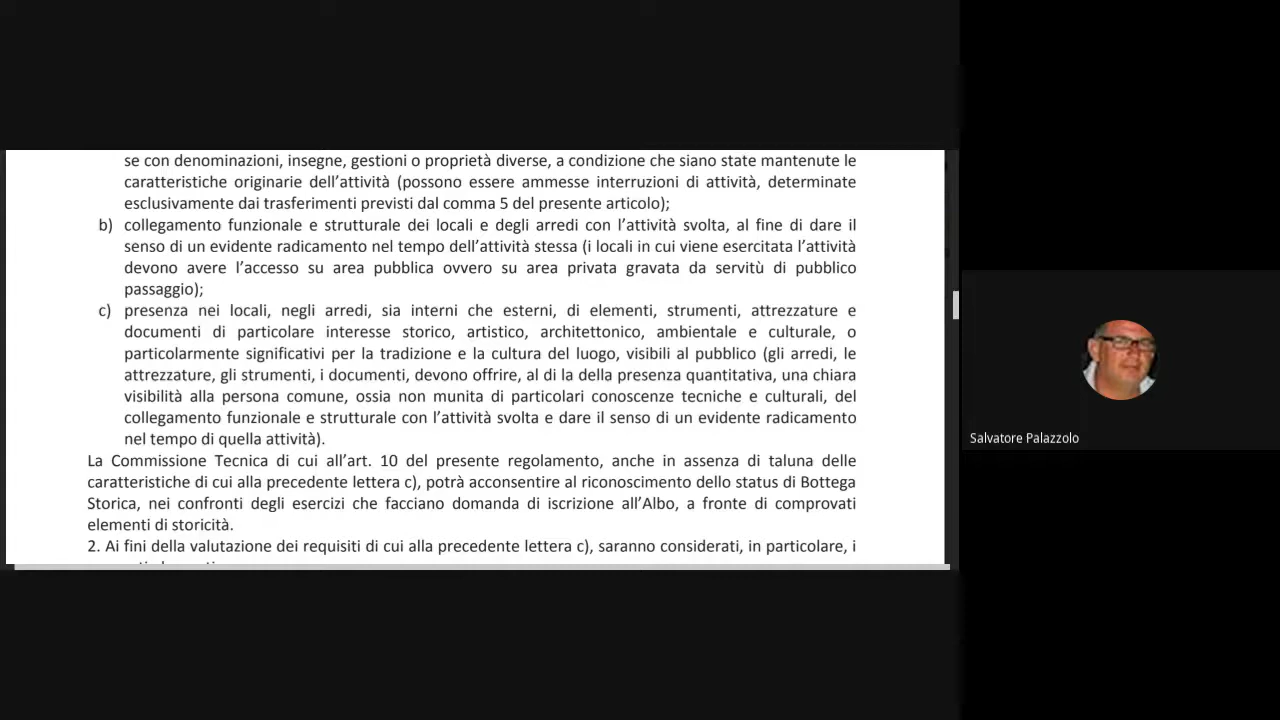 se con denominazioni, insegne, gestioni o proprietà diverse, a condizione che siano state mantenute le
caratteristiche originarie dell'attività (possono essere ammesse interruzioni di attività, determinate
esclusivamente dai trasferimenti previsti dal comma 5 del presente articolo);
b) collegamento funzionale e strutturale dei locali e degli arredi con l'attività svolta, al fine di dare il
senso di un evidente radicamento nel tempo dell'attività stessa (i locali in cui viene esercitata l'attività
devono avere l'accesso su area pubblica ovvero su area privata gravata da servitù di pubblico
passaggio);
c) presenza nei locali, negli arredi, sia interni che esterni, di elementi, strumenti, attrezzature e
documenti di particolare interesse storico, artistico, architettonico, ambientale e culturale, o
particolarmente significativi per la tradizione e la cultura del luogo, visibili al pubblico (gli arredi, le
attrezzature, gli strumenti, i documenti, devono offrire, al di la della presenza quantitativa, una chiara
visibilità alla persona comune, ossia non munita di particolari conoscenze tecniche e culturali, del
collegamento funzionale e strutturale con l'attività svolta e dare il senso di un evidente radicamento
nel tempo di quella attività).
La Commissione Tecnica di cui all'art. 10 del presente regolamento, anche in assenza di taluna delle
caratteristiche di cui alla precedente lettera c), potrà acconsentire al riconoscimento dello status di Bottega
Storica, nei confronti degli esercizi che facciano domanda di iscrizione all'Albo, a fronte di comprovati
elementi di storicità.
2. Ai fini della valutazione dei requisiti di cui alla precedente lettera c), saranno considerati, in particolare, i
Salvatore Palazzolo